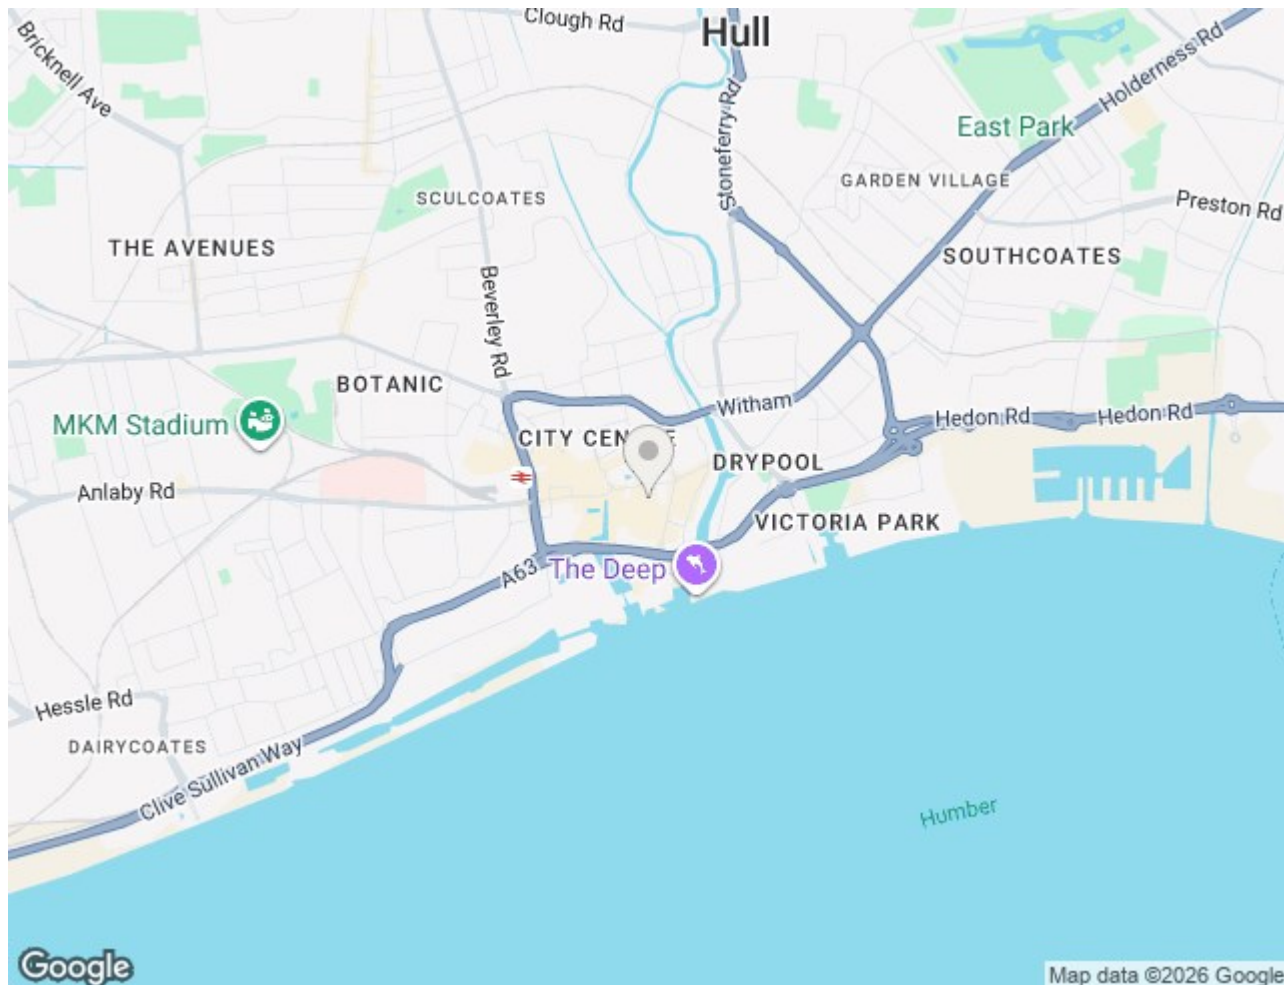 Clough Rd
Hull
Bricknell Ave
Holderness Rd
Stoneferry Rd
East Park
GARDEN VILLAGE
SCULCOATES
Preston Rd
THE AVENUES
SOUTHCOATES
Beverley Rd
BOTANIC
Witham
Hedon Rd
Hedon Rd
MKM Stadium
DRYPOOL
Anlaby Rd
VICTORIA PARK
A63
The Deep
Hessle Rd
DAIRYCOATES
Clive Sullivan Way
Humber
Google
Map data ©2026 Google